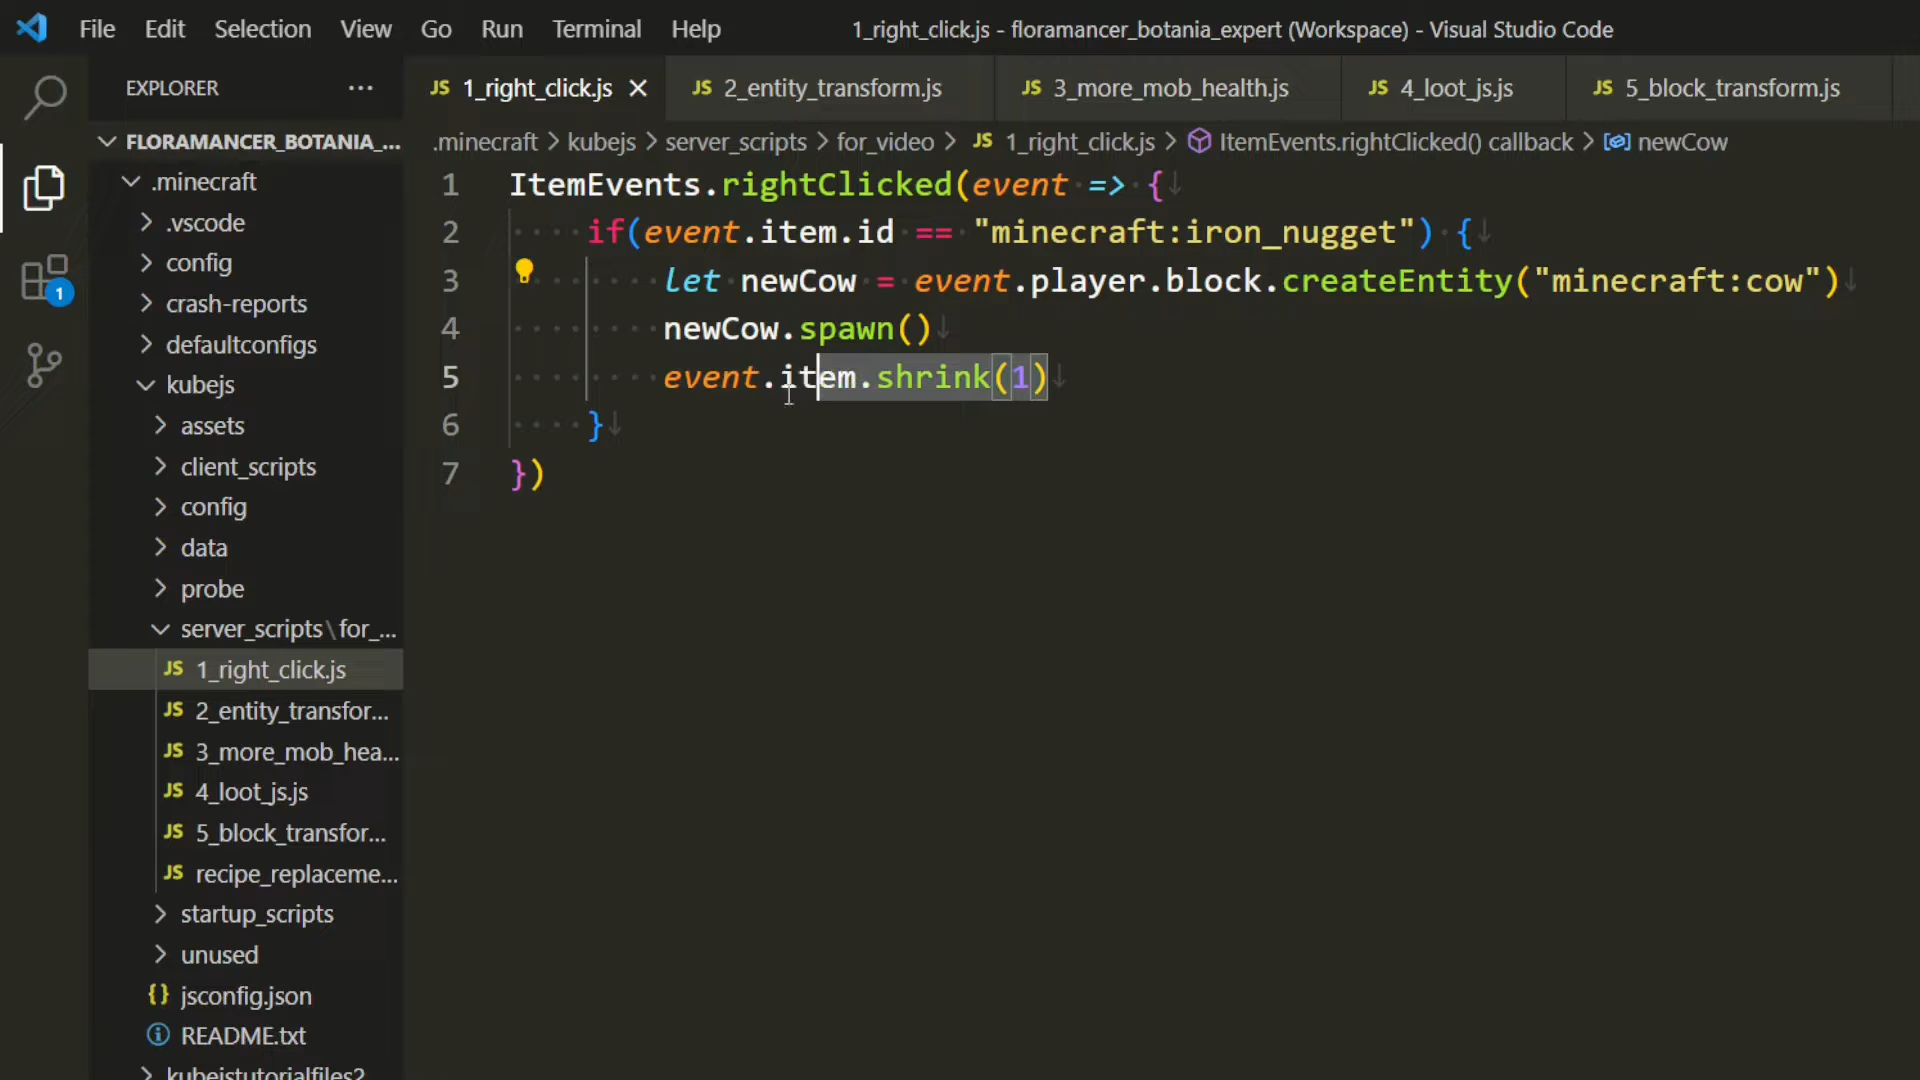 File Edit Selection View Go Run Terminal Help 1_right_click.js - floramancer_botania_expert (Workspace) - Visual Studio Code
EXPLORER ···
JS 1_right_click.js JS 2_entity_transform.js JS 3_more_mob_health.js JS 4_loot_js.js JS 5_block_transform.js
FLORAMANCER_BOTANIA_...
.minecraft > kubejs > server_scripts > for_video > JS 1_right_click.js > ItemEvents.rightClicked() callback > newCow
.minecraft
.vscode
config
crash-reports
defaultconfigs
kubejs
assets
client_scripts
config
data
probe
server_scripts\for_...
JS 1_right_click.js
JS 2_entity_transfor...
JS 3_more_mob_hea...
JS 4_loot_js.js
JS 5_block_transfor...
JS recipe_replaceme...
startup_scripts
unused
{} jsconfig.json
README.txt
kubejstutorialfiles2
1
1 ItemEvents.rightClicked(event => {
2 if(event.item.id == "minecraft:iron_nugget") {
3 let newCow = event.player.block.createEntity("minecraft:cow")
4 newCow.spawn()
5 event.item.shrink(1)
6 }
7 })